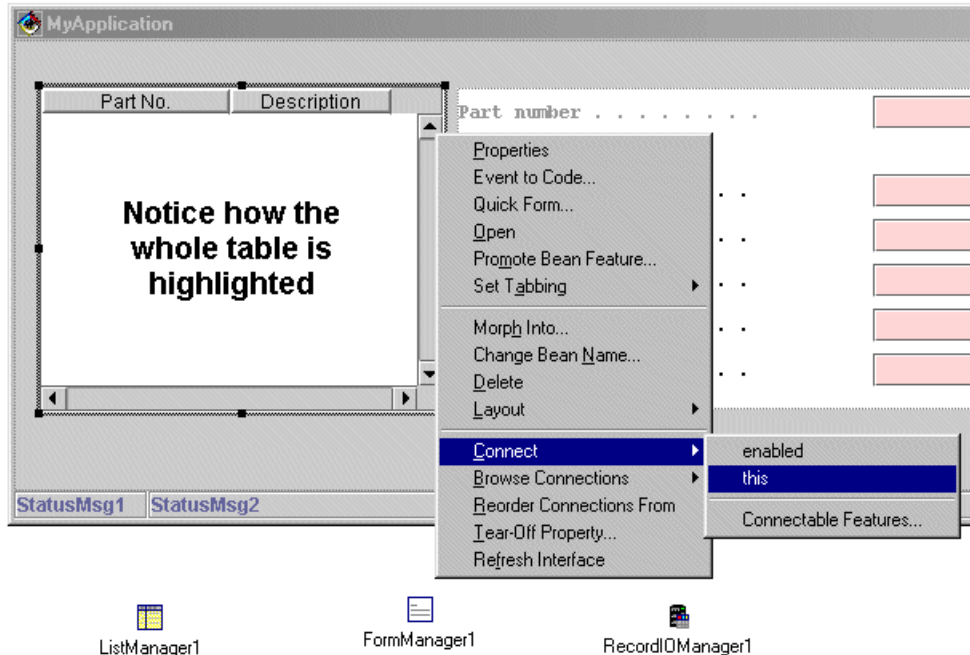 MyApplication
Part No. Description
Part number . . . . . . . .
Notice how the
whole table is
highlighted
Properties
Event to Code...
Quick Form...
Open
Promote Bean Feature...
Set Tabbing
Morph Into...
Change Bean Name...
Delete
Layout
Connect
Browse Connections
Reorder Connections From
Tear-Off Property...
Refresh Interface
enabled
this
Connectable Features...
. .
. .
. .
. .
. .
StatusMsg1 StatusMsg2
ListManager1 FormManager1 RecordIOManager1